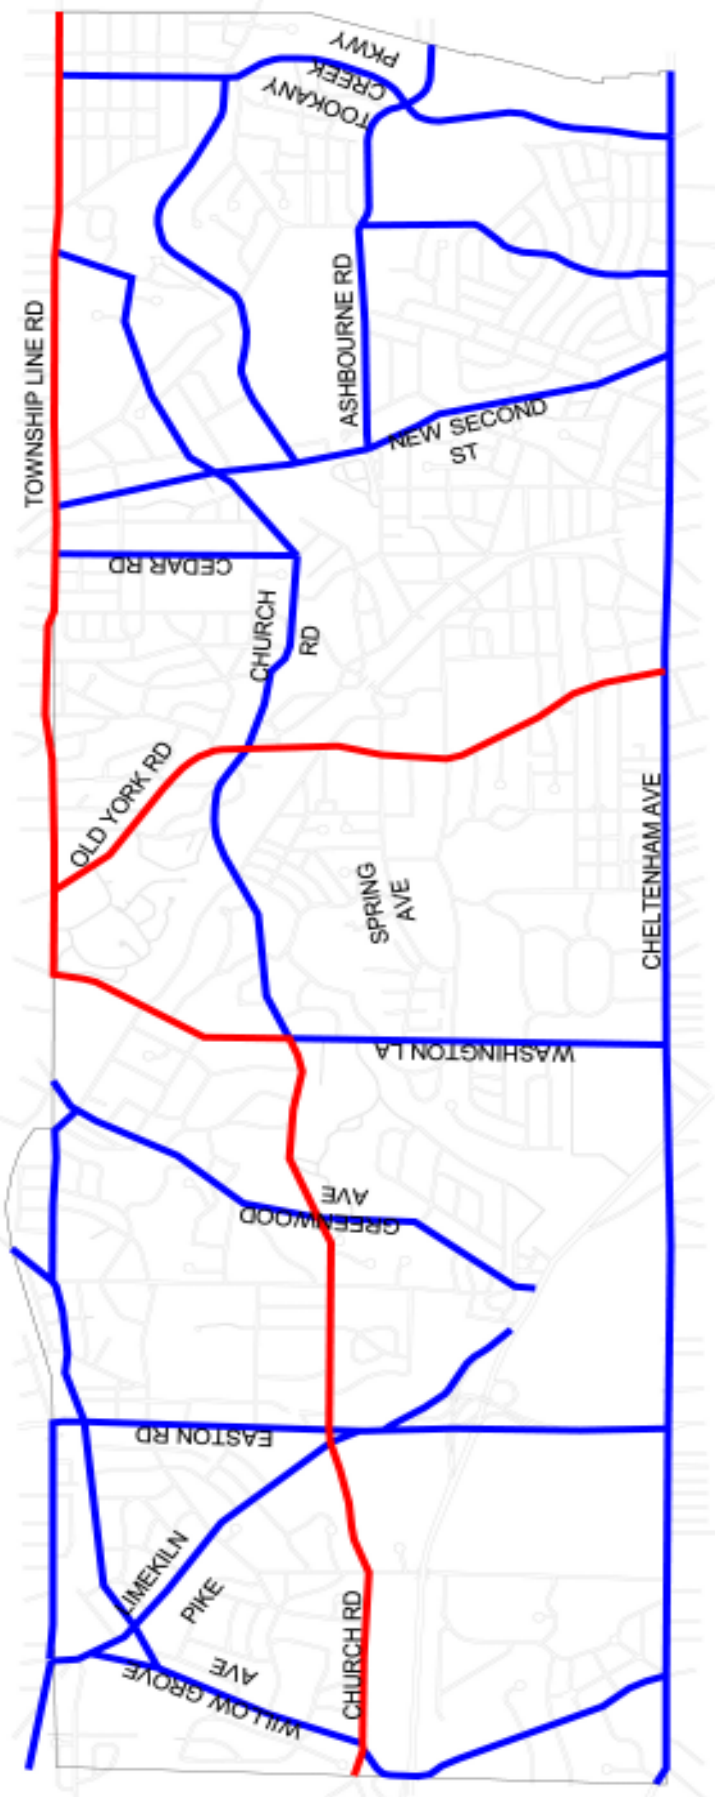 PKWY
CREEK
TOOKANY
TOWNSHIP LINE RD
ASHBOURNE RD
NEW SECOND
ST
CEDAR RD
CHURCH
RD
OLD YORK RD
CHELTENHAM AVE
SPRING
AVE
WASHINGTON LA
AVE
GREENWOOD
EASTON RD
LIMEKILN
PIKE
CHURCH RD
AVE
WILLOW GROVE